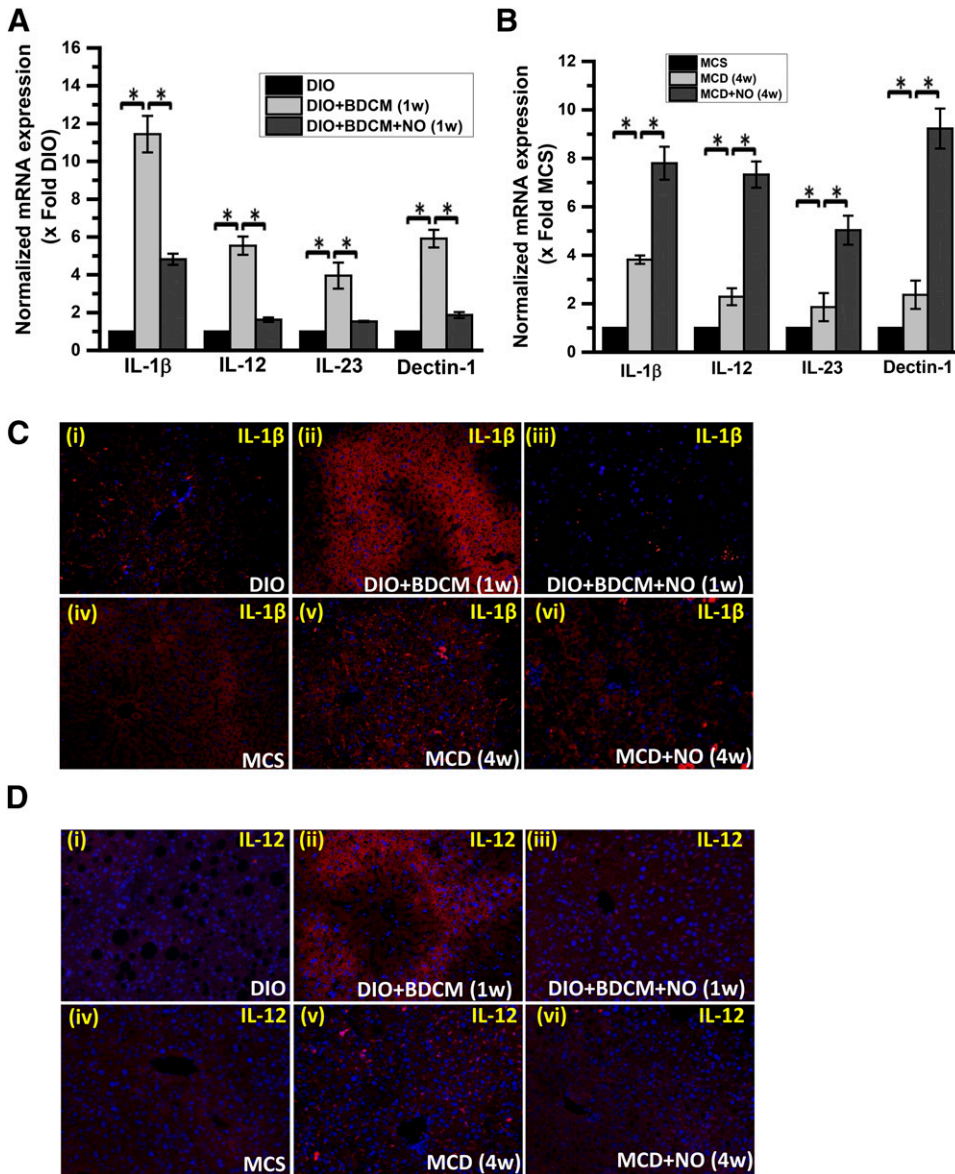 A
Normalized mRNA expression
(x Fold DIO)
16
14
12
10
8
6
4
2
0
DIO
DIO+BDCM (1w)
DIO+BDCM+NO (1w)
* *
* *
* *
* *
IL-1β IL-12 IL-23 Dectin-1
B
Normalized mRNA expression
(x Fold MCS)
12
10
8
6
4
2
0
MCS
MCD (4w)
MCD+NO (4w)
* *
* *
* *
* *
IL-1β IL-12 IL-23 Dectin-1
C
(i) IL-1β
DIO
(ii) IL-1β
DIO+BDCM (1w)
(iii) IL-1β
DIO+BDCM+NO (1w)
(iv) IL-1β
MCS
(v) IL-1β
MCD (4w)
(vi) IL-1β
MCD+NO (4w)
D
(i) IL-12
DIO
(ii) IL-12
DIO+BDCM (1w)
(iii) IL-12
DIO+BDCM+NO (1w)
(iv) IL-12
MCS
(v) IL-12
MCD (4w)
(vi) IL-12
MCD+NO (4w)